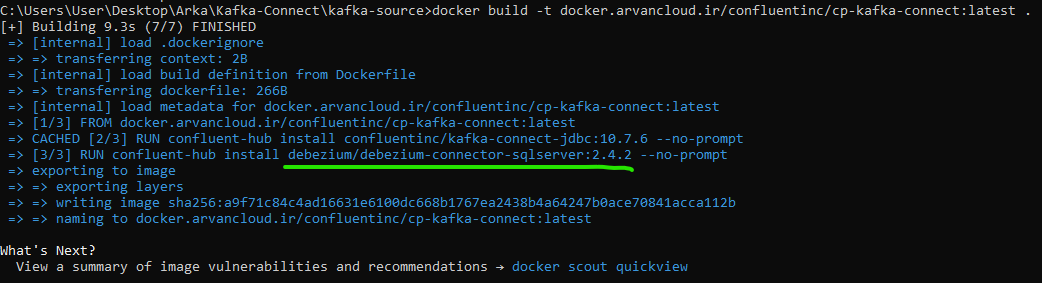 C:\Users\User\Desktop\Arka\Kafka-Connect\kafka-source>docker build -t docker.arvancloud.ir/confluentinc/cp-kafka-connect:latest .
[+] Building 9.3s (7/7) FINISHED
=> [internal] load .dockerignore
=> => transferring context: 2B
=> [internal] load build definition from Dockerfile
=> => transferring dockerfile: 266B
=> [internal] load metadata for docker.arvancloud.ir/confluentinc/cp-kafka-connect:latest
=> [1/3] FROM docker.arvancloud.ir/confluentinc/cp-kafka-connect:latest
=> CACHED [2/3] RUN confluent-hub install confluentinc/kafka-connect-jdbc:10.7.6 --no-prompt
=> [3/3] RUN confluent-hub install debezium/debezium-connector-sqlserver:2.4.2 --no-prompt
=> exporting to image
=> => exporting layers
=> => writing image sha256:a9f71c84c4ad16631e6100dc668b1767ea2438b4a64247b0ace70841acca112b
=> => naming to docker.arvancloud.ir/confluentinc/cp-kafka-connect:latest
What's Next?
View a summary of image vulnerabilities and recommendations → docker scout quickview